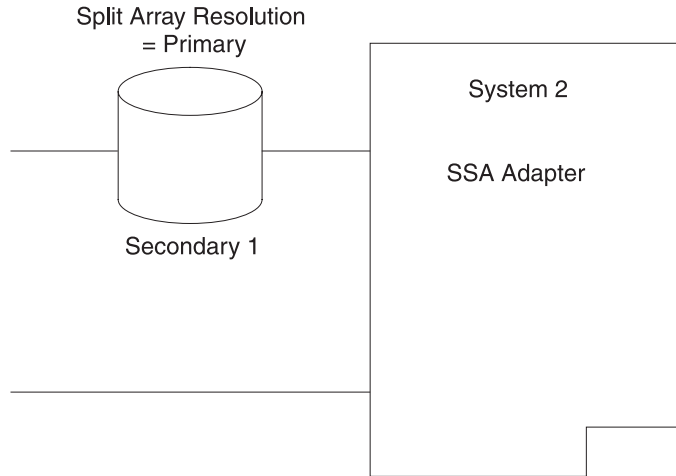 Split Array Resolution
= Primary
System 2
SSA Adapter
Secondary 1